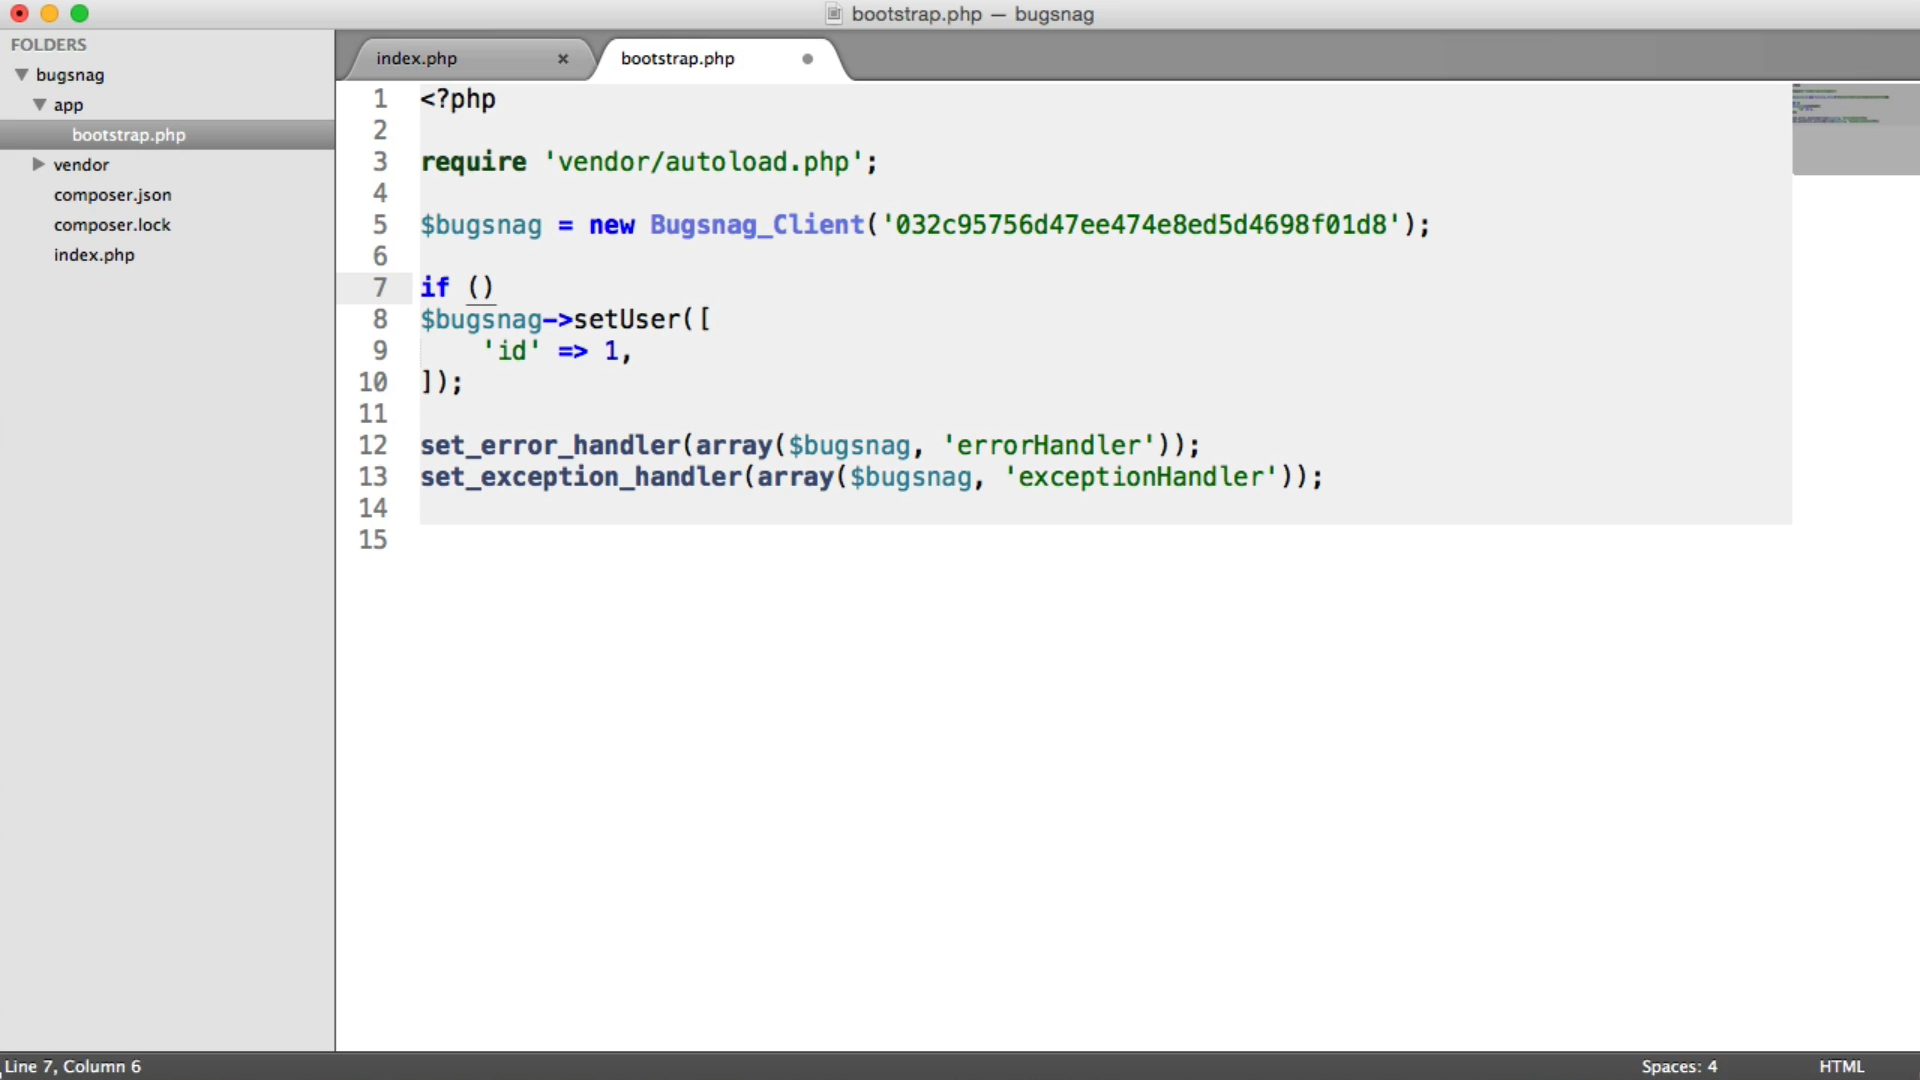 bootstrap.php — bugsnag
FOLDERS
bugsnag
app
bootstrap.php
vendor
composer.json
composer.lock
index.php
index.php
bootstrap.php
1 <?php
2
3 require 'vendor/autoload.php';
4
5 $bugsnag = new Bugsnag_Client('032c95756d47ee474e8ed5d4698f01d8');
6
7 if ()
8 $bugsnag->setUser([
9     'id' => 1,
10 ]);
11
12 set_error_handler(array($bugsnag, 'errorHandler'));
13 set_exception_handler(array($bugsnag, 'exceptionHandler'));
14
15
Line 7, Column 6
Spaces: 4
HTML